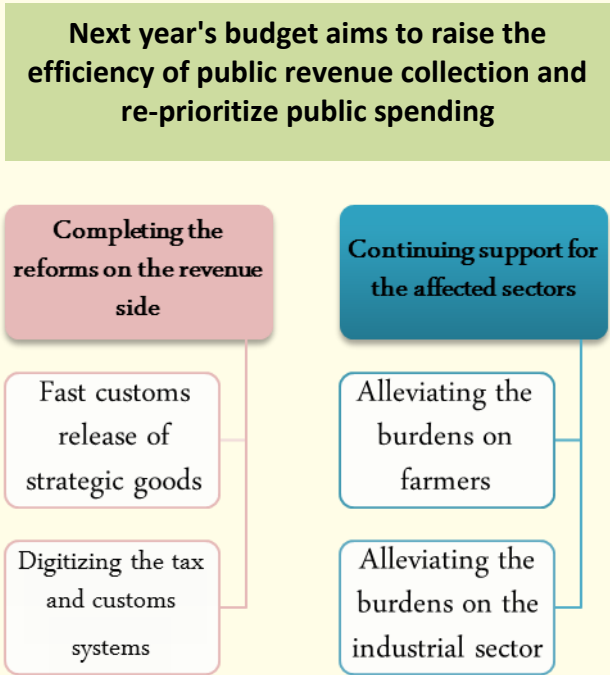 Next year's budget aims to raise the
efficiency of public revenue collection and
re-prioritize public spending
Completing the
reforms on the revenue
side
Fast customs
release of
strategic goods
Digitizing the tax
and customs
systems
Continuing support for
the affected sectors
Alleviating the
burdens on
farmers
Alleviating the
burdens on the
industrial sector